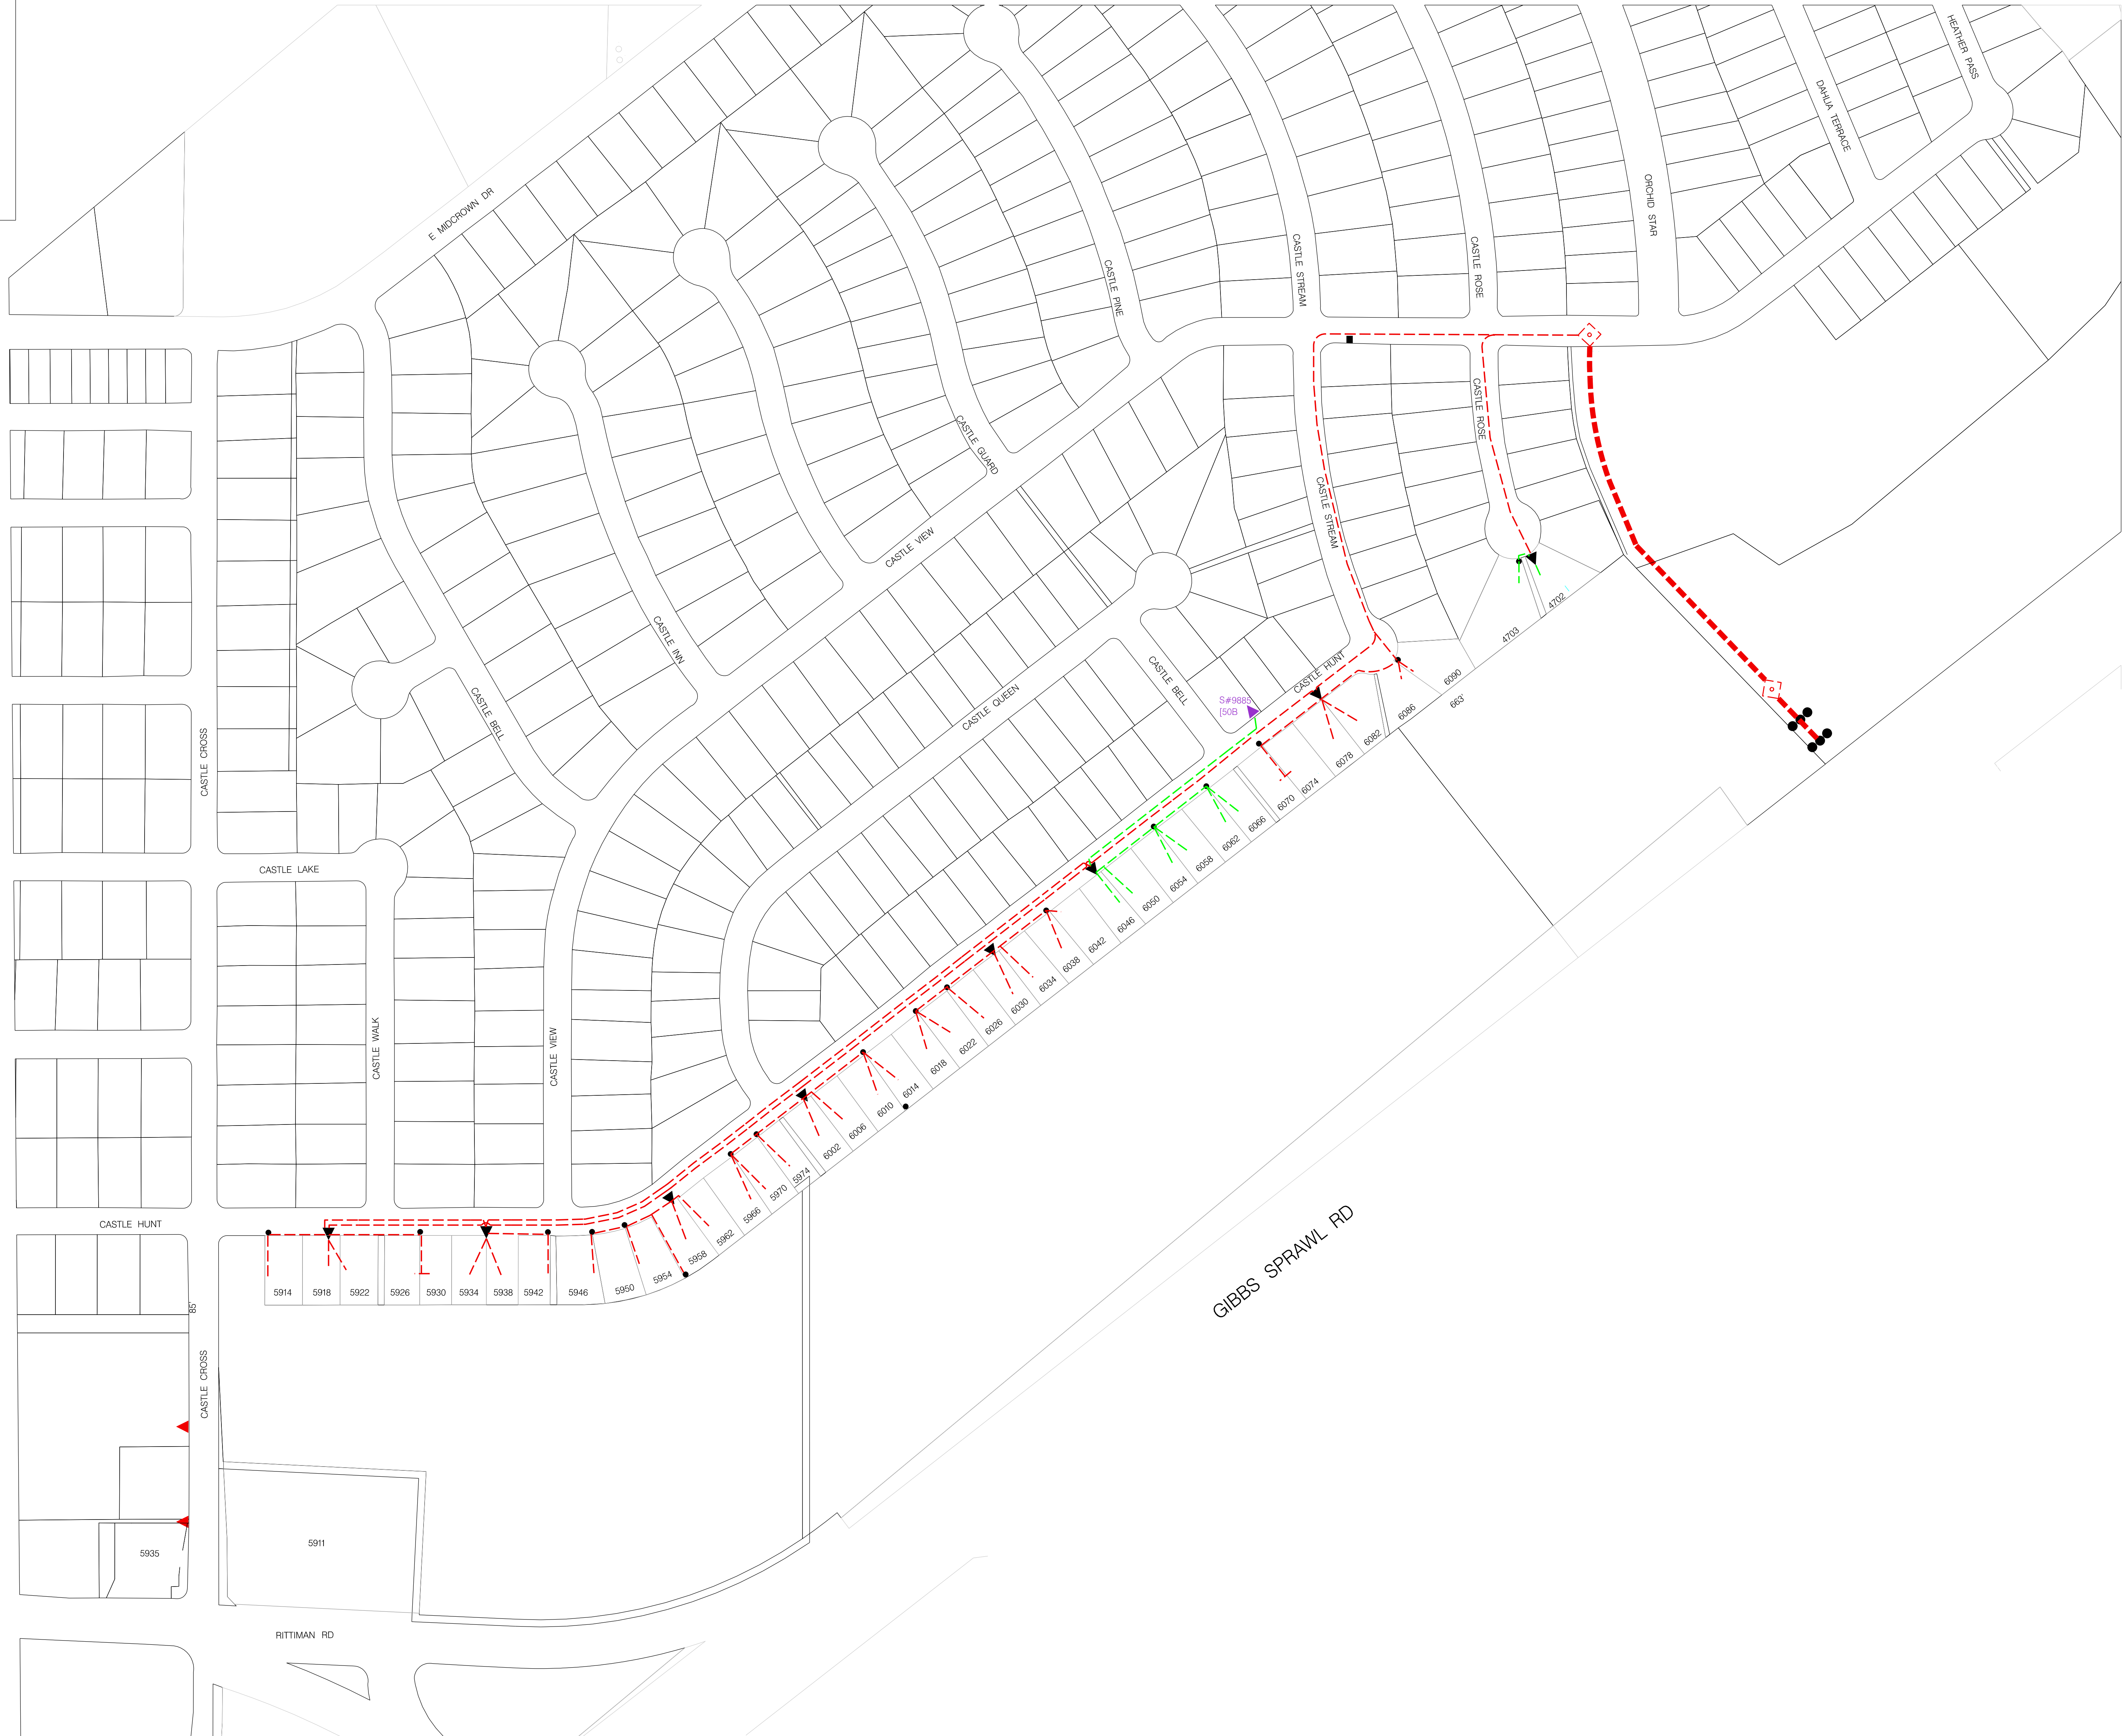 HEATHER PASS
DAHLIA TERRACE
E MIDCROWN DR
ORCHID STAR
CASTLE STREAM
CASTLE ROSE
CASTLE PINE
CASTLE ROSE
CASTLE GUARD
CASTLE STREAM
CASTLE VIEW
4702
4703
CASTLE INN
CASTLE HUNT
CASTLE BELL
6090
663'
CASTLE QUEEN
S#9885
[50B
6086
CASTLE BELL
6082
CASTLE CROSS
6078
6074
6070
6066
6062
6058
CASTLE LAKE
6054
6050
6046
6042
6038
6034
6030
6026
6022
CASTLE WALK
CASTLE VIEW
6018
6014
6010
6006
6002
5974
5970
5966
CASTLE HUNT
5962
5958
5954
5950
5914
5918
5922
5926
5930
5934
5938
5942
5946
GIBBS SPRAWL RD
85'
CASTLE CROSS
5911
5935
RITTIMAN RD